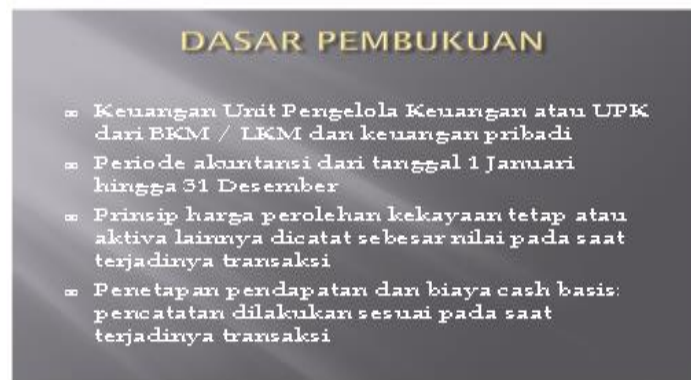 DASAR PEMBUKUAN
Keuangan Unit Pengelola Keuangan atau UPK
dari BKM / LKM dan keuangan pribadi
Periode akuntansi dari tanggal 1 Januari
hingga 31 Desember
Prinsip harga perolehan kekayaan tetap atau
aktiva lainnya dicatat sebesar nilai pada saat
terjadinya transaksi
Penetapan pendapatan dan biaya cash basis:
pencatatan dilakukan sesuai pada saat
terjadinya transaksi